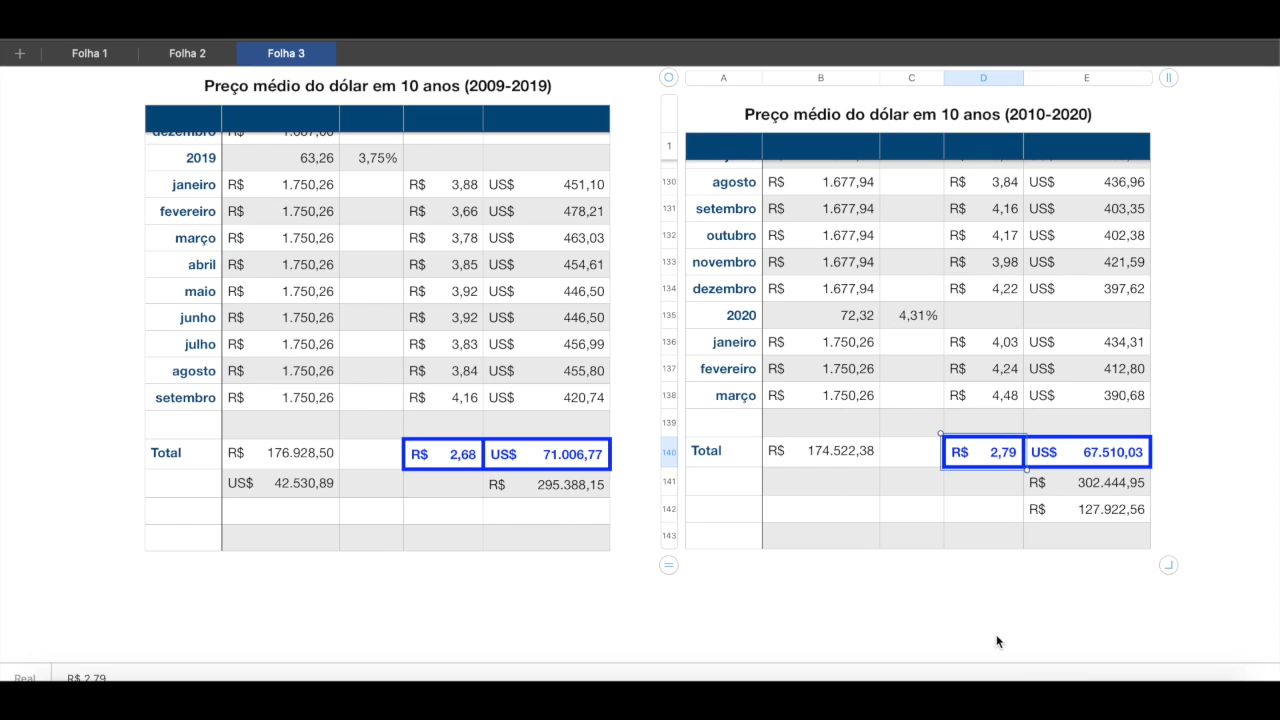 Folha 1 Folha 2 Folha 3
Preço médio do dólar em 10 anos (2009-2019)
dezembro R$
2019 63,26 3,75%
janeiro R$ 1.750,26 R$ 3,88 US$ 451,10
fevereiro R$ 1.750,26 R$ 3,66 US$ 478,21
março R$ 1.750,26 R$ 3,78 US$ 463,03
abril R$ 1.750,26 R$ 3,85 US$ 454,61
maio R$ 1.750,26 R$ 3,92 US$ 446,50
junho R$ 1.750,26 R$ 3,92 US$ 446,50
julho R$ 1.750,26 R$ 3,83 US$ 456,99
agosto R$ 1.750,26 R$ 3,84 US$ 455,80
setembro R$ 1.750,26 R$ 4,16 US$ 420,74
Total R$ 176.928,50 R$ 2,68 US$ 71.006,77
US$ 42.530,89 R$ 295.388,15
A B C D E
Preço médio do dólar em 10 anos (2010-2020)
1
130 agosto R$ 1.677,94 R$ 3,84 US$ 436,96
131 setembro R$ 1.677,94 R$ 4,16 US$ 403,35
132 outubro R$ 1.677,94 R$ 4,17 US$ 402,38
133 novembro R$ 1.677,94 R$ 3,98 US$ 421,59
134 dezembro R$ 1.677,94 R$ 4,22 US$ 397,62
135 2020 72,32 4,31%
136 janeiro R$ 1.750,26 R$ 4,03 US$ 434,31
137 fevereiro R$ 1.750,26 R$ 4,24 US$ 412,80
138 março R$ 1.750,26 R$ 4,48 US$ 390,68
139
140 Total R$ 174.522,38 R$ 2,79 US$ 67.510,03
141 R$ 302.444,95
142 R$ 127.922,56
143
Real R$ 2,79